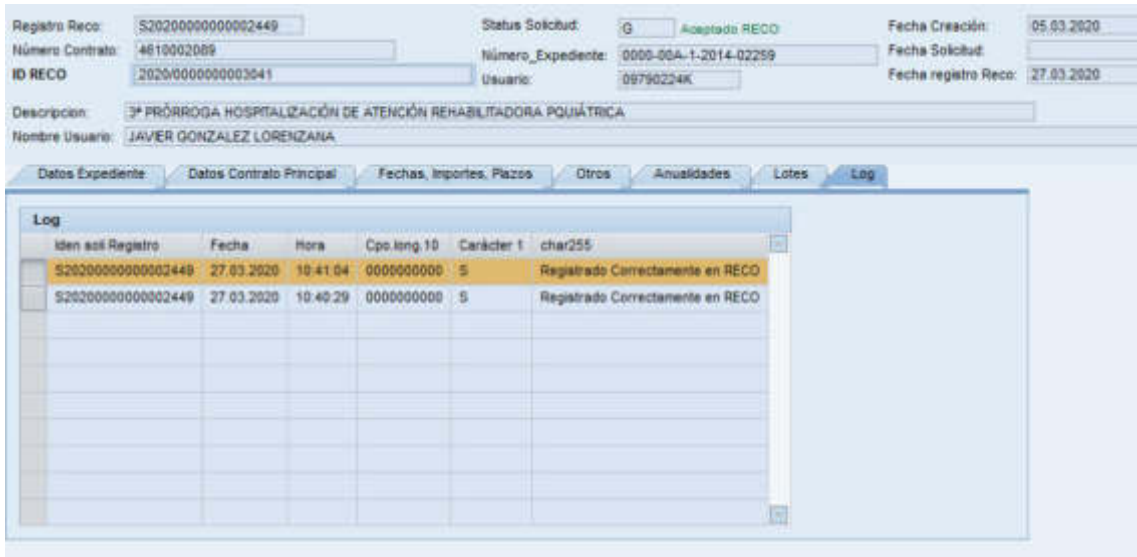 Registro Reco: S20200000000002449 Status Solicitud: G Aceptado RECO Fecha Creación: 05.03.2020
Número Contrato: 4610002089 Número_Expediente: 0000-00A-1-2014-02259 Fecha Solicitud:
ID RECO 2020/0000000003041 Usuario: 09790224K Fecha registro Reco: 27.03.2020
Descripcion: 3ª PRÓRROGA HOSPITALIZACIÓN DE ATENCIÓN REHABILITADORA PQUIÁTRICA
Nombre Usuario: JAVIER GONZALEZ LORENZANA
Datos Expediente Datos Contrato Principal Fechas, Importes, Plazos Otros Anualidades Lotes Log
Log
Iden soli Registro Fecha Hora Cpo.long.10 Carácter 1 char255
S20200000000002449 27.03.2020 10:41:04 0000000000 S Registrado Correctamente en RECO
S20200000000002449 27.03.2020 10:40:29 0000000000 S Registrado Correctamente en RECO